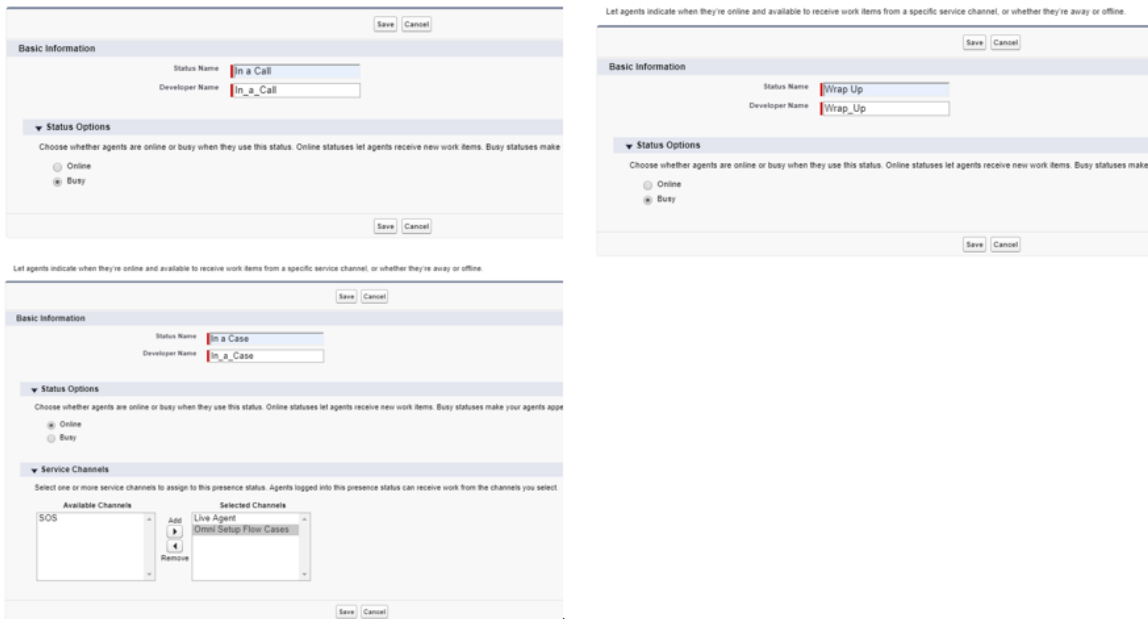 Save Cancel
Basic Information
Status Name In a Call
Developer Name In_a_Call
Status Options
Choose whether agents are online or busy when they use this status. Online statuses let agents receive new work items. Busy statuses make
Online
Busy
Save Cancel
Let agents indicate when they're online and available to receive work items from a specific service channel, or whether they're away or offline.
Save Cancel
Basic Information
Status Name Wrap Up
Developer Name Wrap_Up
Status Options
Choose whether agents are online or busy when they use this status. Online statuses let agents receive new work items. Busy statuses make
Online
Busy
Save Cancel
Let agents indicate when they're online and available to receive work items from a specific service channel, or whether they're away or offline.
Save Cancel
Basic Information
Status Name In a Case
Developer Name In_a_Case
Status Options
Choose whether agents are online or busy when they use this status. Online statuses let agents receive new work items. Busy statuses make your agents appe
Online
Busy
Service Channels
Select one or more service channels to assign to this presence status. Agents logged into this presence status can receive work from the channels you select.
Available Channels Selected Channels
SOS Add Live Agent
Omni Setup Flow Cases
Remove
Save Cancel